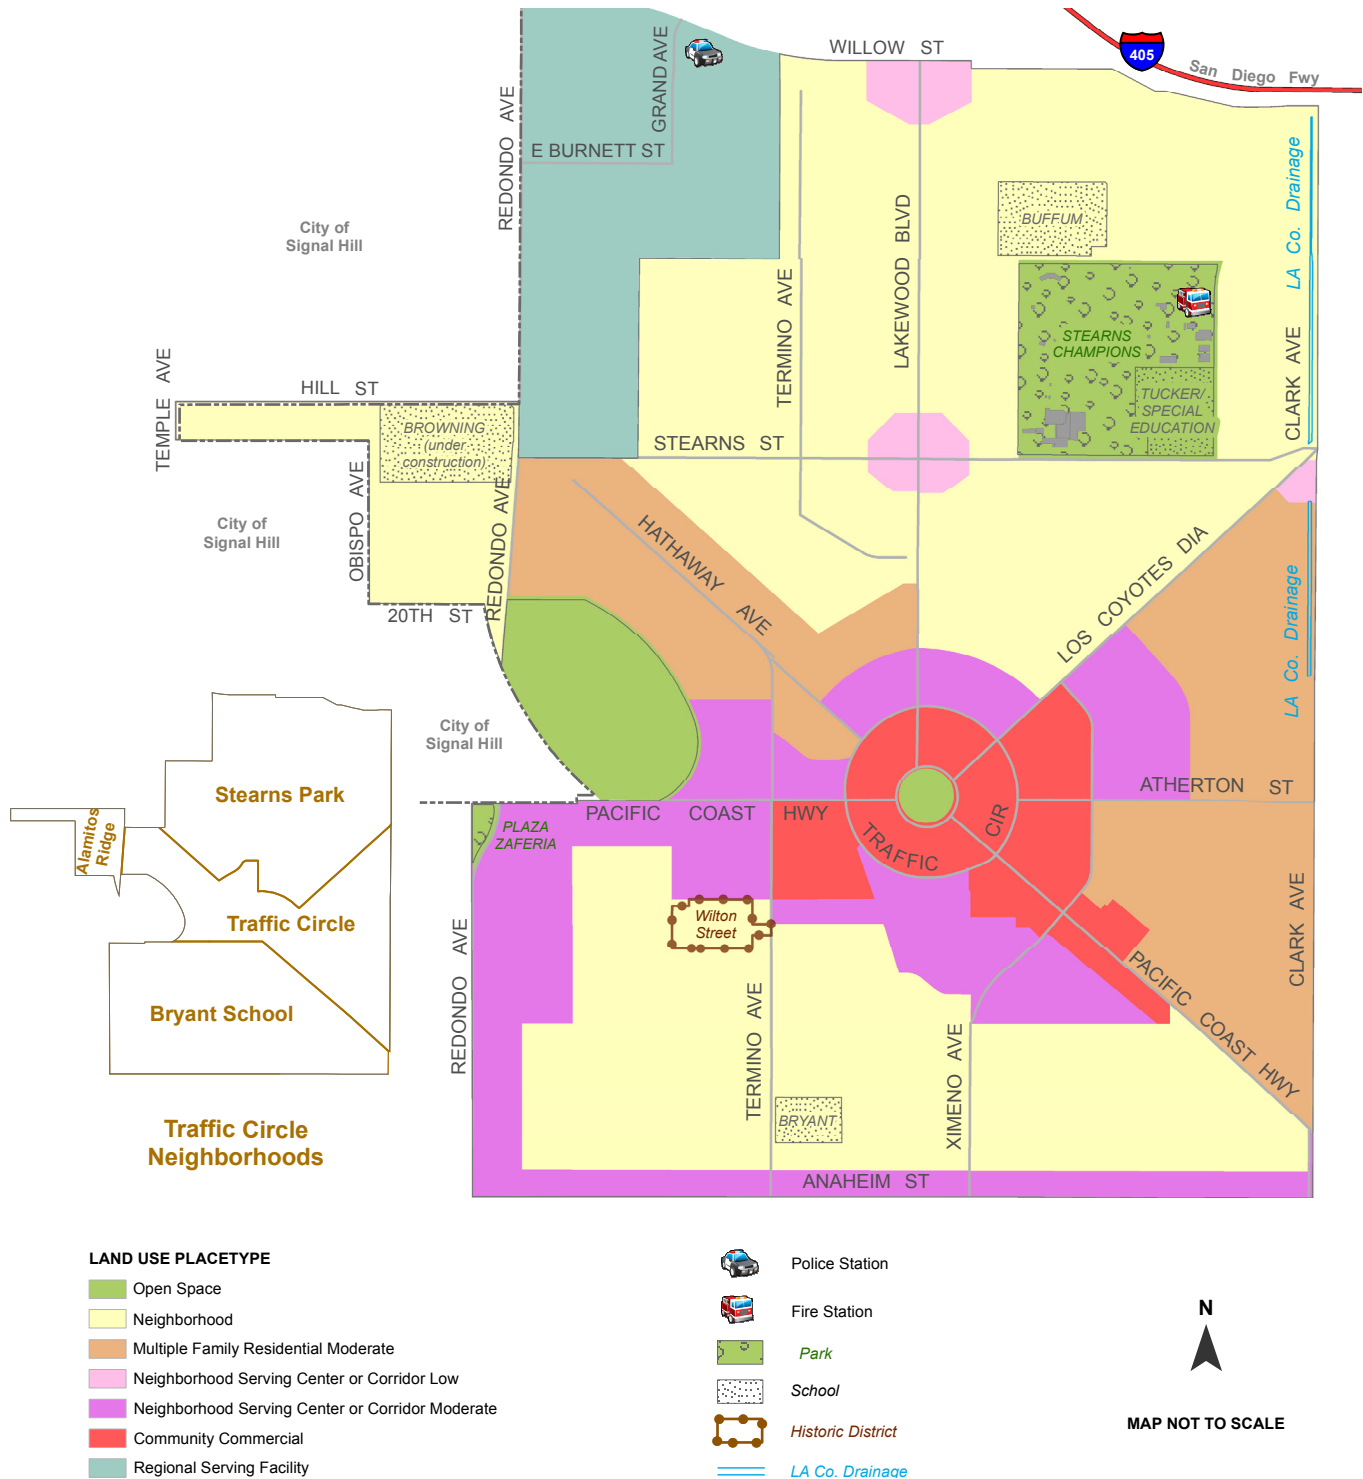 WILLOW ST
405
San Diego Fwy
GRAND AVE
REDONDO AVE
E BURNETT ST
LA Co. Drainage
City of
Signal Hill
LAKEWOOD BLVD
BUFFUM
TERMINO AVE
STEARNS
CHAMPIONS
CLARK AVE
TEMPLE AVE
HILL ST
TUCKER/
SPECIAL
EDUCATION
BROWNING
(under
construction)
STEARNS ST
OBISPO AVE
REDONDO AVE
City of
Signal Hill
HATHAWAY AVE
LOS COYOTES DIA
LA Co. Drainage
20TH ST
City of
Signal Hill
ATHERTON ST
PACIFIC COAST HWY
PLAZA
ZAFERIA
TRAFFIC CIR
Stearns Park
Alamitos
Ridge
Traffic Circle
Bryant School
Wilton
Street
REDONDO AVE
CLARK AVE
PACIFIC COAST HWY
TERMINO AVE
XIMENO AVE
BRYANT
Traffic Circle
Neighborhoods
ANAHEIM ST
LAND USE PLACETYPE
Open Space
Neighborhood
Multiple Family Residential Moderate
Neighborhood Serving Center or Corridor Low
Neighborhood Serving Center or Corridor Moderate
Community Commercial
Regional Serving Facility
Police Station
Fire Station
Park
School
Historic District
LA Co. Drainage
N
MAP NOT TO SCALE